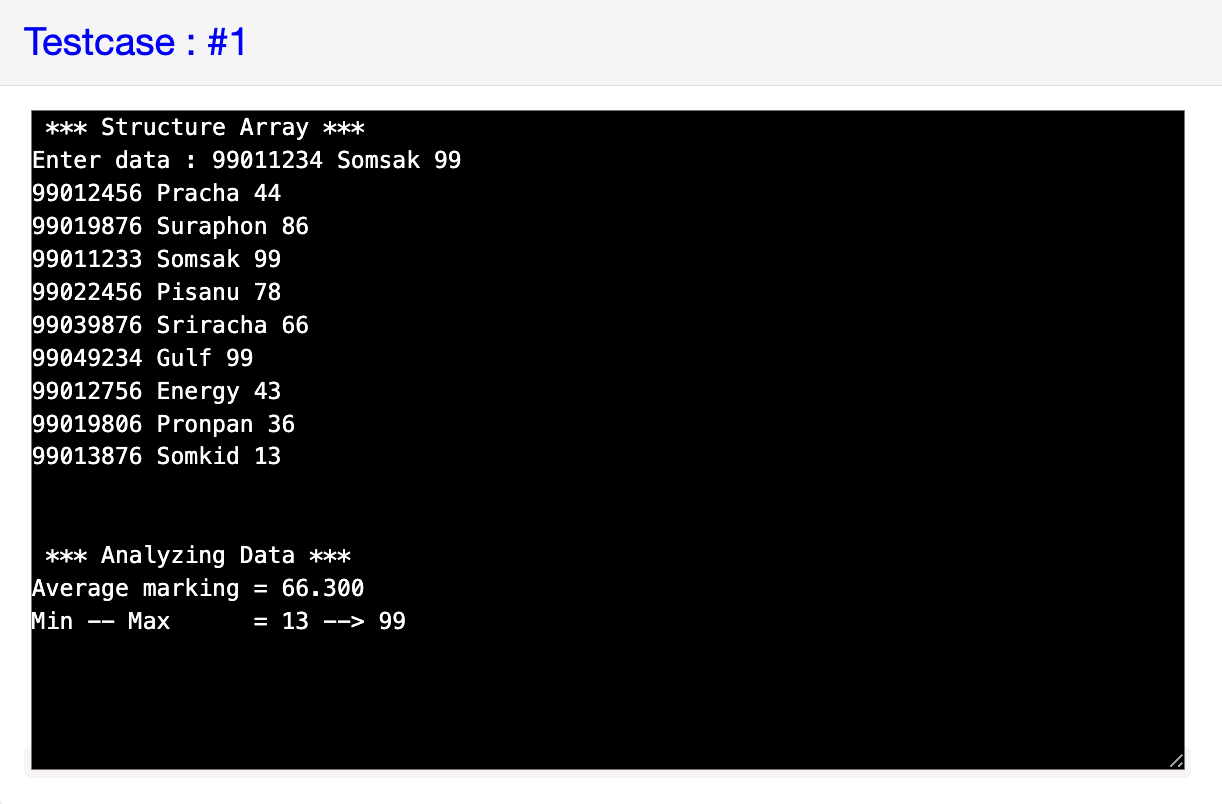 Testcase : #1
*** Structure Array ***
Enter data : 99011234 Somsak 99
99012456 Pracha 44
99019876 Suraphon 86
99011233 Somsak 99
99022456 Pisanu 78
99039876 Sriracha 66
99049234 Gulf 99
99012756 Energy 43
99019806 Pronpan 36
99013876 Somkid 13
*** Analyzing Data ***
Average marking = 66.300
Min -- Max      = 13 --> 99